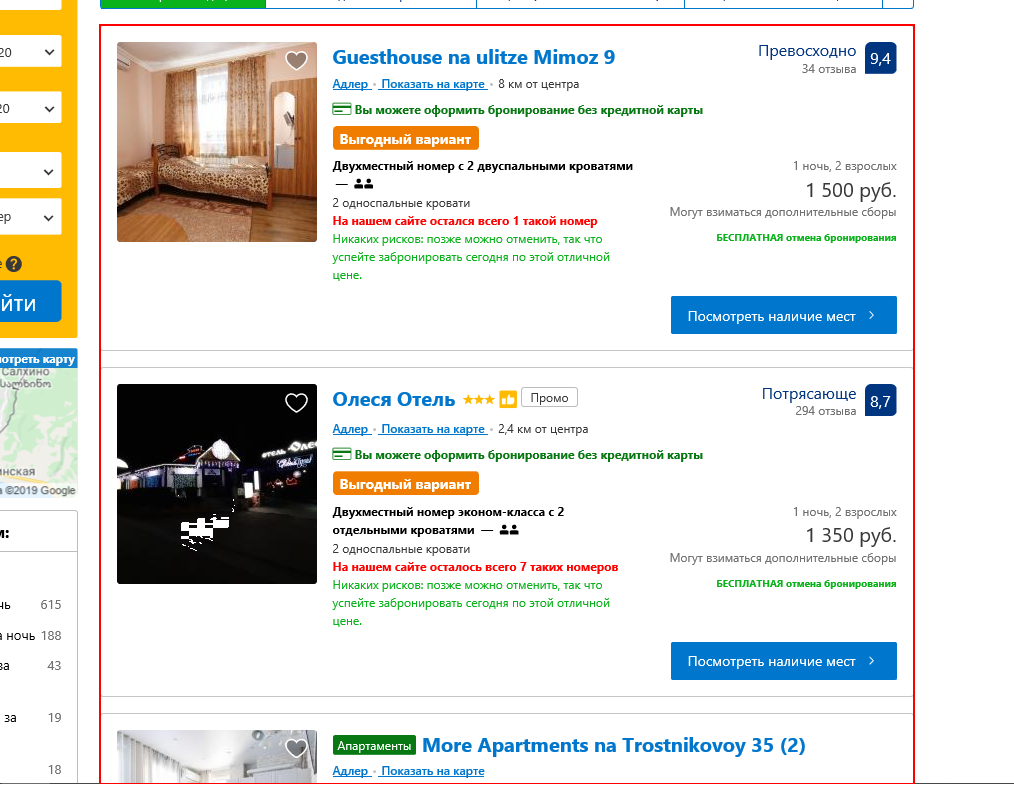 20
Guesthouse na ulitze Mimoz 9
Превосходно 9,4
34 отзыва
Адлер • Показать на карте • 8 км от центра
Вы можете оформить бронирование без кредитной карты
Выгодный вариант
Двухместный номер с 2 двуспальными кроватями
—
1 ночь, 2 взрослых
1 500 руб.
2 односпальные кровати
Могут взиматься дополнительные сборы
На нашем сайте остался всего 1 такой номер
БЕСПЛАТНАЯ отмена бронирования
Никаких рисков: позже можно отменить, так что
успейте забронировать сегодня по этой отличной
цене.
Посмотреть наличие мест
20
ер
е ?
йти
отреть карту
Салхино
სალხინო
инская
©2019 Google
Олеся Отель Промо
Потрясающе 8,7
294 отзыва
Адлер • Показать на карте • 2,4 км от центра
Вы можете оформить бронирование без кредитной карты
Выгодный вариант
Двухместный номер эконом-класса с 2
отдельными кроватями —
1 ночь, 2 взрослых
1 350 руб.
2 односпальные кровати
Могут взиматься дополнительные сборы
На нашем сайте осталось всего 7 таких номеров
БЕСПЛАТНАЯ отмена бронирования
Никаких рисков: позже можно отменить, так что
успейте забронировать сегодня по этой отличной
цене.
Посмотреть наличие мест
м:
чь 615
а ночь 188
ва 43
за 19
18
Апартаменты More Apartments na Trostnikovoy 35 (2)
Адлер • Показать на карте